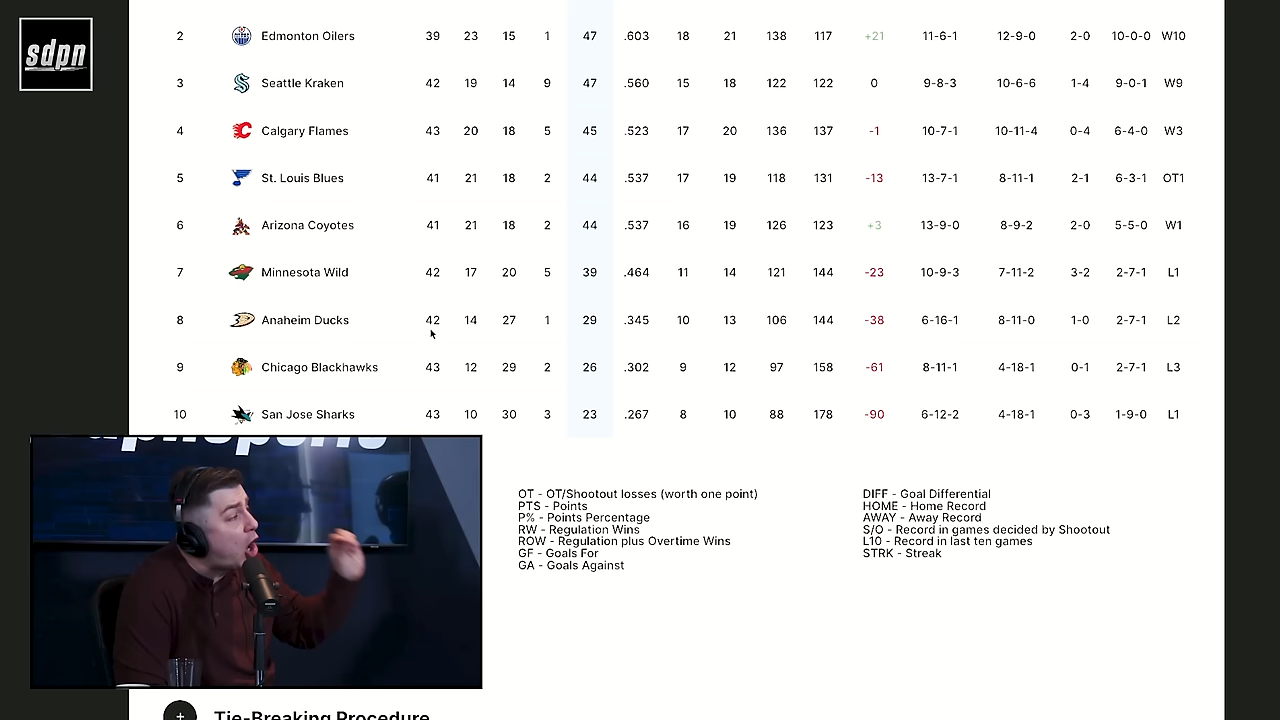 sdpn
2 Edmonton Oilers 39 23 15 1 47 .603 18 21 138 117 +21 11-6-1 12-9-0 2-0 10-0-0 W10
3 Seattle Kraken 42 19 14 9 47 .560 15 18 122 122 0 9-8-3 10-6-6 1-4 9-0-1 W9
4 Calgary Flames 43 20 18 5 45 .523 17 20 136 137 -1 10-7-1 10-11-4 0-4 6-4-0 W3
5 St. Louis Blues 41 21 18 2 44 .537 17 19 118 131 -13 13-7-1 8-11-1 2-1 6-3-1 OT1
6 Arizona Coyotes 41 21 18 2 44 .537 16 19 126 123 +3 13-9-0 8-9-2 2-0 5-5-0 W1
7 Minnesota Wild 42 17 20 5 39 .464 11 14 121 144 -23 10-9-3 7-11-2 3-2 2-7-1 L1
8 Anaheim Ducks 42 14 27 1 29 .345 10 13 106 144 -38 6-16-1 8-11-0 1-0 2-7-1 L2
9 Chicago Blackhawks 43 12 29 2 26 .302 9 12 97 158 -61 8-11-1 4-18-1 0-1 2-7-1 L3
10 San Jose Sharks 43 10 30 3 23 .267 8 10 88 178 -90 6-12-2 4-18-1 0-3 1-9-0 L1
OT - OT/Shootout losses (worth one point)
PTS - Points
P% - Points Percentage
RW - Regulation Wins
ROW - Regulation plus Overtime Wins
GF - Goals For
GA - Goals Against
DIFF - Goal Differential
HOME - Home Record
AWAY - Away Record
S/O - Record in games decided by Shootout
L10 - Record in last ten games
STRK - Streak
+ Tie-Breaking Procedure